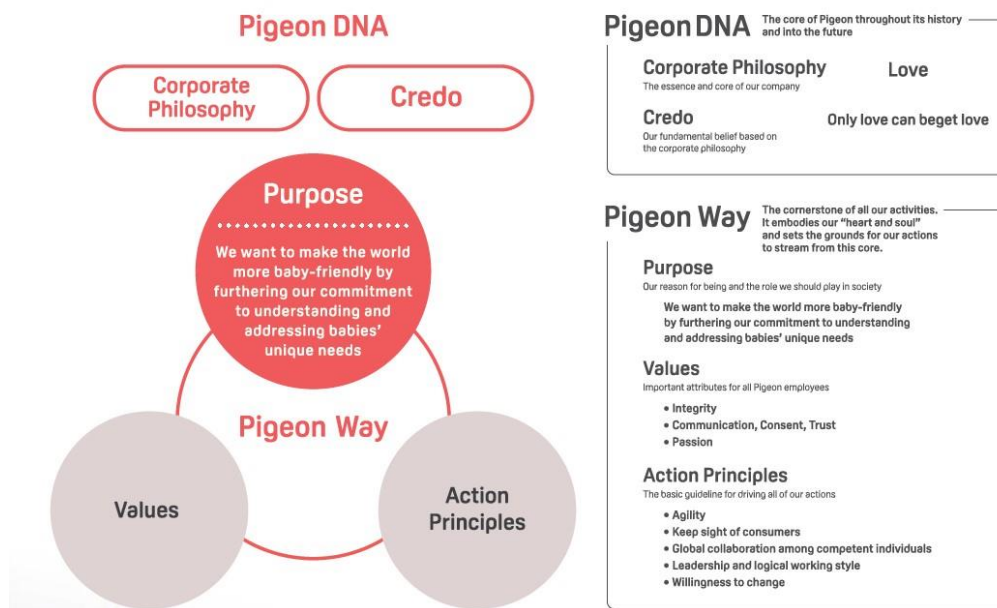 Pigeon DNA
Corporate
Philosophy
Credo
Purpose
We want to make the world
more baby-friendly by
furthering our commitment
to understanding and
addressing babies'
unique needs
Pigeon Way
Values
Action
Principles
Pigeon DNA
The core of Pigeon throughout its history
and into the future
Corporate Philosophy
The essence and core of our company
Love
Credo
Our fundamental belief based on
the corporate philosophy
Only love can beget love
Pigeon Way
The cornerstone of all our activities.
It embodies our “heart and soul”
and sets the grounds for our actions
to stream from this core.
Purpose
Our reason for being and the role we should play in society
We want to make the world more baby-friendly
by furthering our commitment to understanding
and addressing babies' unique needs
Values
Important attributes for all Pigeon employees
• Integrity
• Communication, Consent, Trust
• Passion
Action Principles
The basic guideline for driving all of our actions
• Agility
• Keep sight of consumers
• Global collaboration among competent individuals
• Leadership and logical working style
• Willingness to change